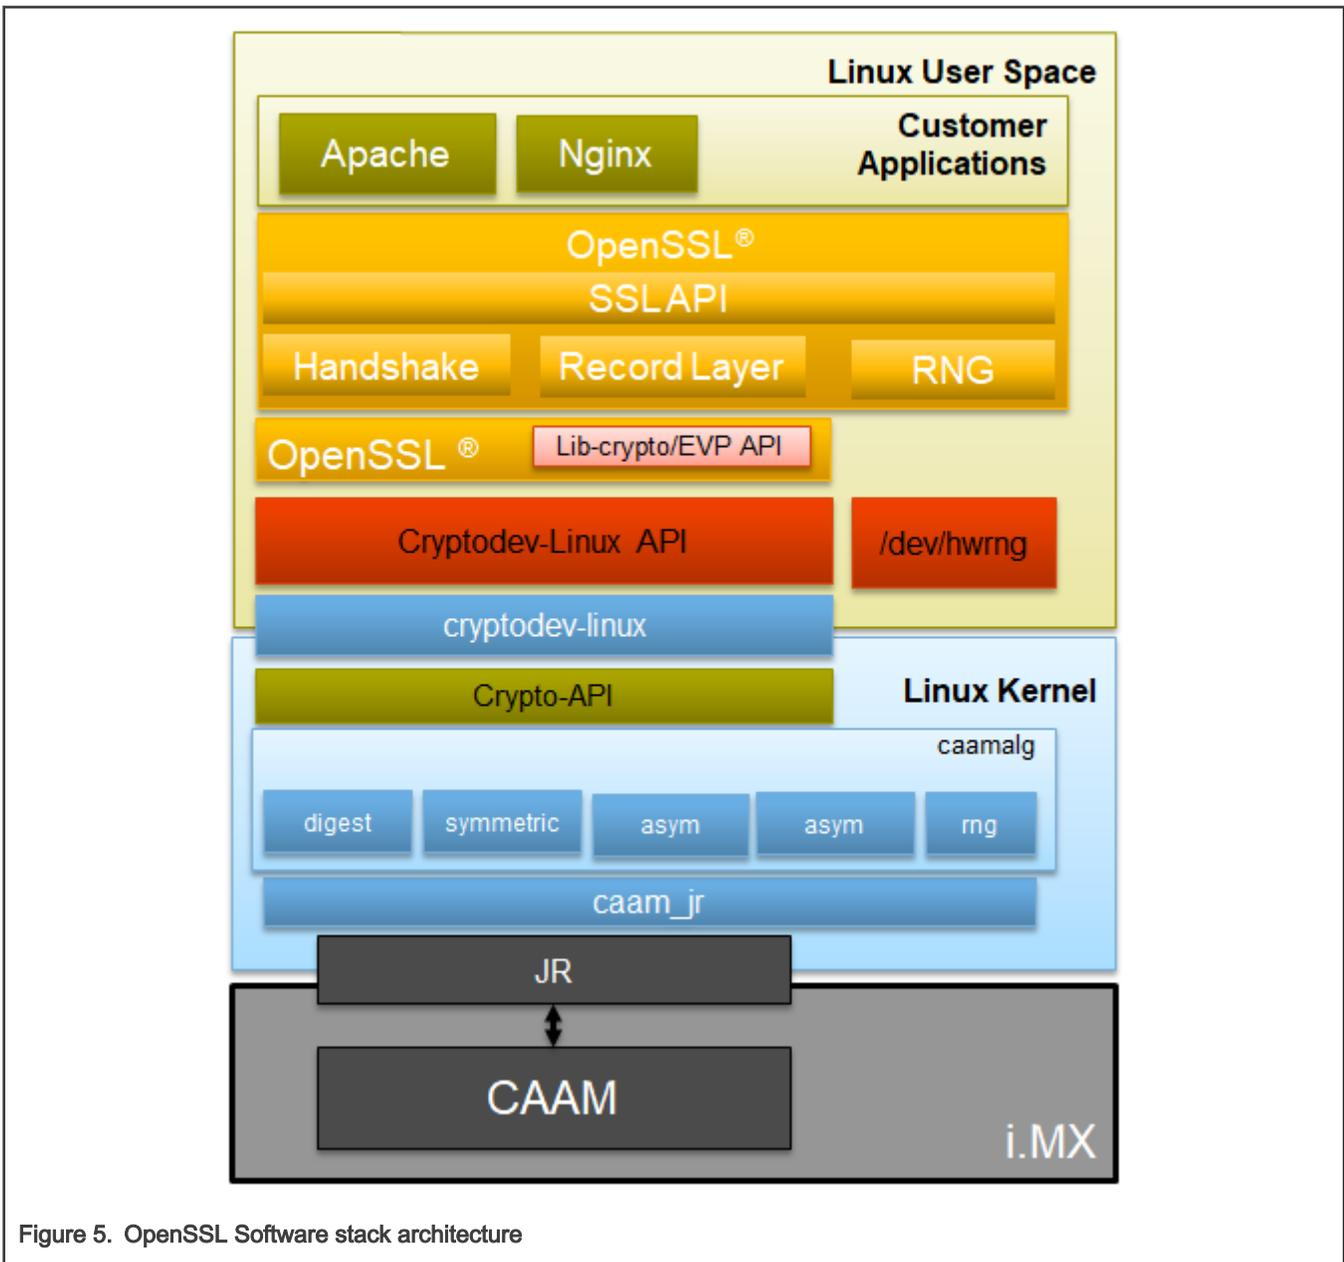 Linux User Space
Customer
Applications
Apache
Nginx
OpenSSL®
SSL API
Handshake
Record Layer
RNG
OpenSSL ®
Lib-crypto/EVP API
Cryptodev-Linux API
/dev/hwrng
cryptodev-linux
Crypto-API
Linux Kernel
caamalg
digest
symmetric
asym
asym
rng
caam_jr
JR
CAAM
i.MX
Figure 5. OpenSSL Software stack architecture